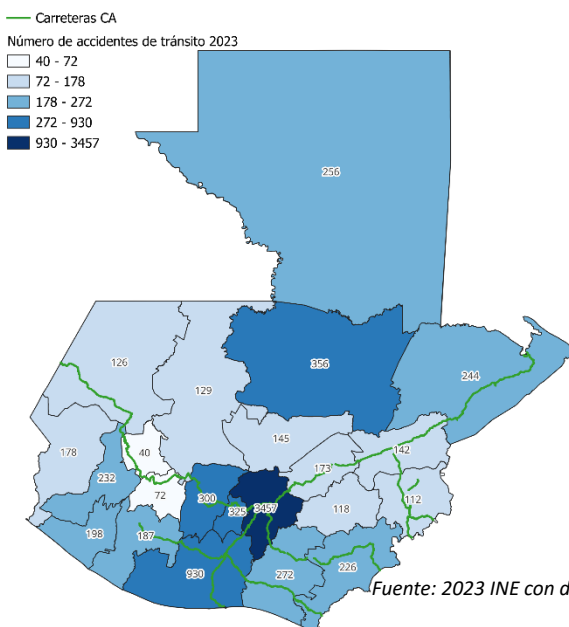 Carreteras CA
Número de accidentes de tránsito 2023
40 - 72
72 - 178
178 - 272
272 - 930
930 - 3457
256
126
129
356
244
145
142
178
40
173
232
72
300
3457
112
325
118
198
187
930
272
226
Fuente: 2023 INE con d